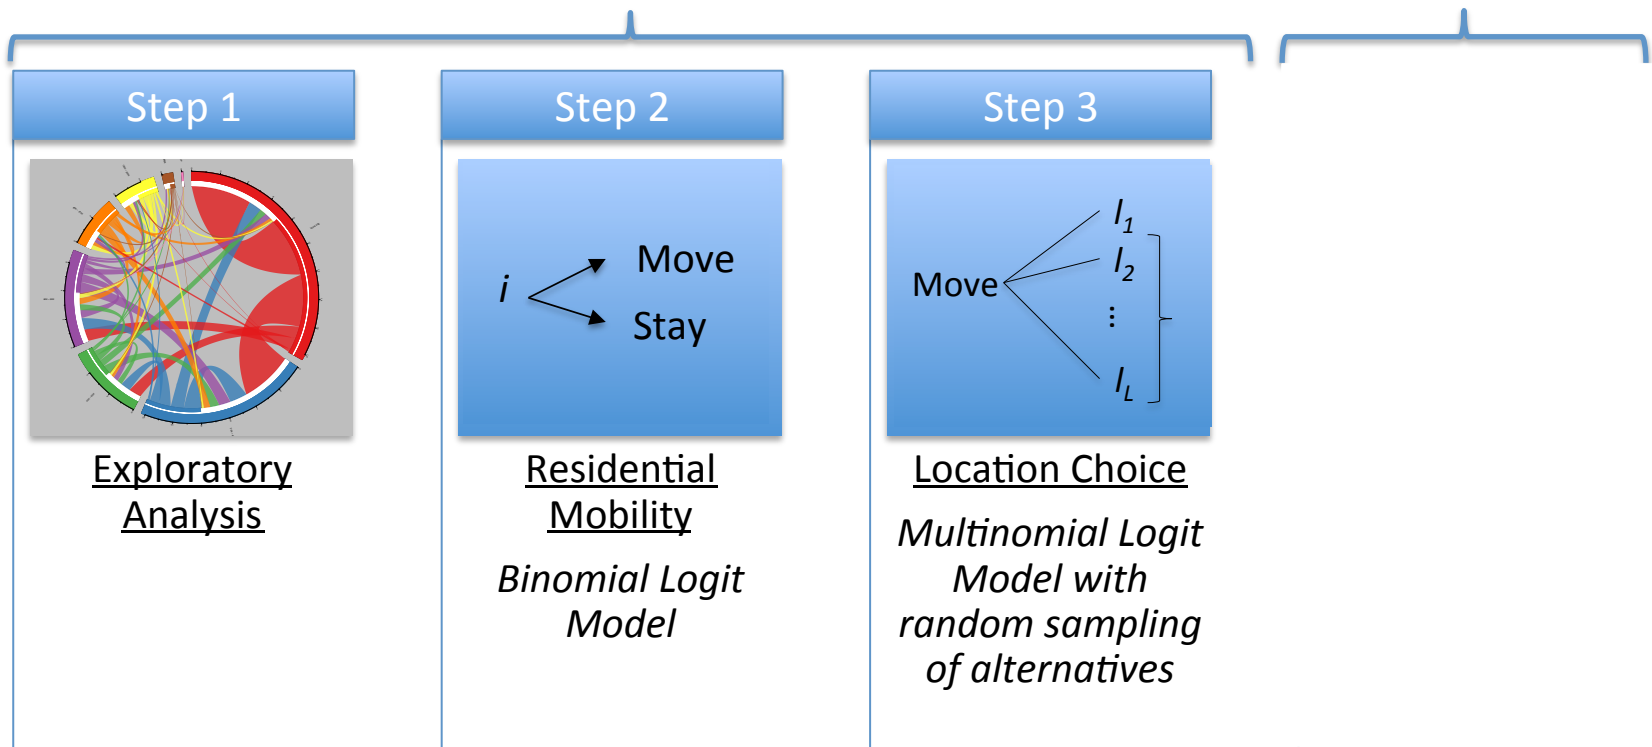 Step 1
Exploratory
Analysis
Step 2
i
Move
Stay
Residential
Mobility
Binomial Logit
Model
Step 3
Move
l1
l2
...
lL
Location Choice
Multinomial Logit
Model with
random sampling
of alternatives